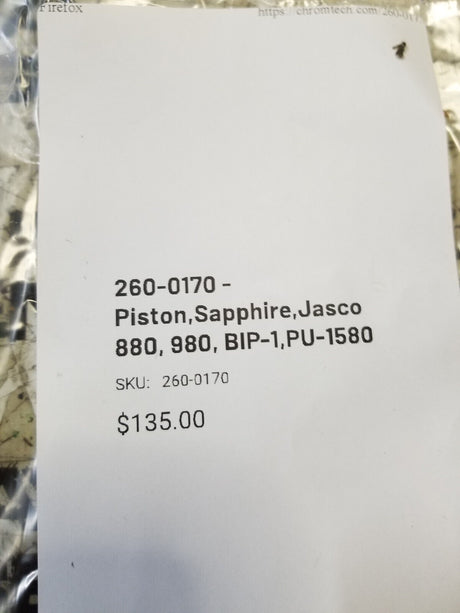 Firefox
https://chromtech.com/260-017
260-0170 -
Piston,Sapphire,Jasco
880, 980, BIP-1,PU-1580
SKU: 260-0170
$135.00